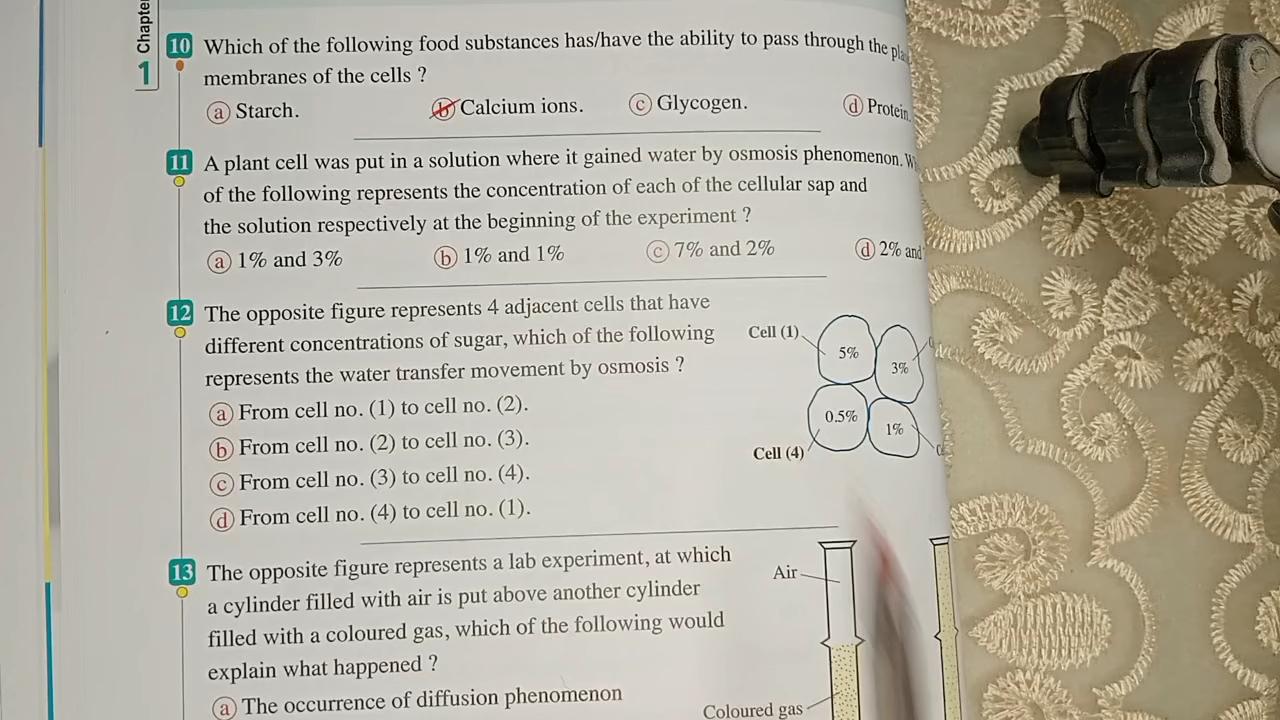 Chapter
1
10 Which of the following food substances has/have the ability to pass through the
membranes of the cells ?
a Starch. b Calcium ions. c Glycogen. d Protein.
11 A plant cell was put in a solution where it gained water by osmosis phenomenon.
of the following represents the concentration of each of the cellular sap and
the solution respectively at the beginning of the experiment ?
a 1% and 3% b 1% and 1% c 7% and 2% d 2% and
12 The opposite figure represents 4 adjacent cells that have
different concentrations of sugar, which of the following
represents the water transfer movement by osmosis ?
a From cell no. (1) to cell no. (2).
b From cell no. (2) to cell no. (3).
c From cell no. (3) to cell no. (4).
d From cell no. (4) to cell no. (1).
Cell (1)
5%
3%
0.5%
1%
Cell (4)
13 The opposite figure represents a lab experiment, at which
a cylinder filled with air is put above another cylinder
filled with a coloured gas, which of the following would
explain what happened ?
a The occurrence of diffusion phenomenon
Air
Coloured gas